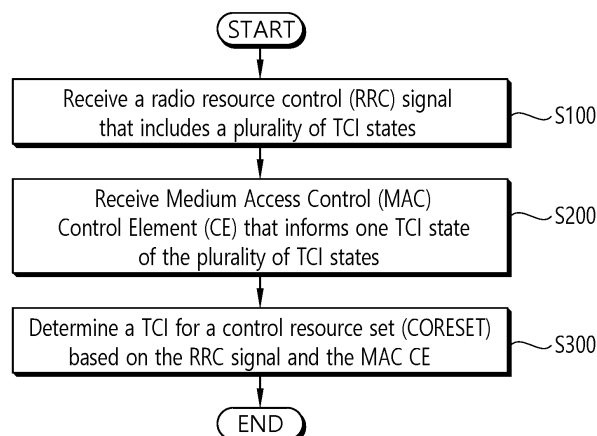 START
Receive a radio resource control (RRC) signal
that includes a plurality of TCI states
S100
Receive Medium Access Control (MAC)
Control Element (CE) that informs one TCI state
of the plurality of TCI states
S200
Determine a TCI for a control resource set (CORESET)
based on the RRC signal and the MAC CE
S300
END